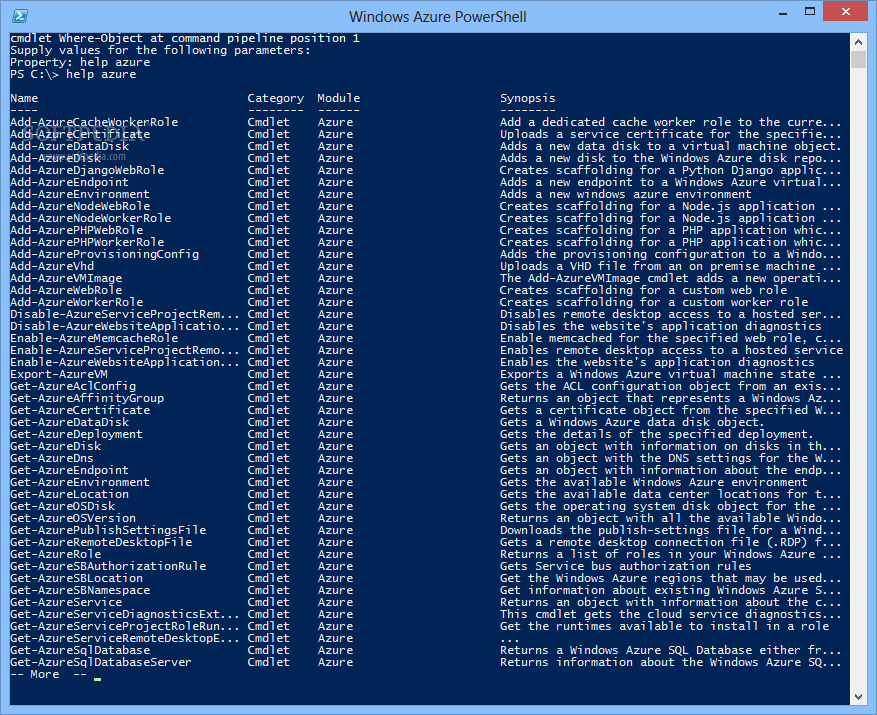 Windows Azure PowerShell
cmdlet Where-Object at command pipeline position 1
Supply values for the following parameters:
Property: help azure
PS C:\> help azure
Name Category Module Synopsis
---- -------- ------ --------
Add-AzureCacheWorkerRole Cmdlet Azure Add a dedicated cache worker role to the curre...
Add-AzureCertificate Cmdlet Azure Uploads a service certificate for the specifie...
Add-AzureDataDisk Cmdlet Azure Adds a new data disk to a virtual machine object.
Add-AzureDisk Cmdlet Azure Adds a new disk to the Windows Azure disk repo...
Add-AzureDjangoWebRole Cmdlet Azure Creates scaffolding for a Python Django applic...
Add-AzureEndpoint Cmdlet Azure Adds a new endpoint to a Windows Azure virtual...
Add-AzureEnvironment Cmdlet Azure Adds a new windows azure environment
Add-AzureNodeWebRole Cmdlet Azure Creates scaffolding for a Node.js application ...
Add-AzureNodeWorkerRole Cmdlet Azure Creates scaffolding for a Node.js application ...
Add-AzurePHPWebRole Cmdlet Azure Creates scaffolding for a PHP application whic...
Add-AzurePHPWorkerRole Cmdlet Azure Creates scaffolding for a PHP application whic...
Add-AzureProvisioningConfig Cmdlet Azure Adds the provisioning configuration to a Windo...
Add-AzureVhd Cmdlet Azure Uploads a VHD file from an on premise machine ...
Add-AzureVMImage Cmdlet Azure The Add-AzureVMImage cmdlet adds a new operati...
Add-AzureWebRole Cmdlet Azure Creates scaffolding for a custom web role
Add-AzureWorkerRole Cmdlet Azure Creates scaffolding for a custom worker role
Disable-AzureServiceProjectRem... Cmdlet Azure Disables remote desktop access to a hosted ser...
Disable-AzureWebsiteApplicatio... Cmdlet Azure Disables the website's application diagnostics
Enable-AzureMemcacheRole Cmdlet Azure Enable memcached for the specified web role, c...
Enable-AzureServiceProjectRemo... Cmdlet Azure Enables remote desktop access to a hosted service
Enable-AzureWebsiteApplication... Cmdlet Azure Enables the website's application diagnostics
Export-AzureVM Cmdlet Azure Exports a Windows Azure virtual machine state ...
Get-AzureAclConfig Cmdlet Azure Gets the ACL configuration object from an exis...
Get-AzureAffinityGroup Cmdlet Azure Returns an object that represents a Windows Az...
Get-AzureCertificate Cmdlet Azure Gets a certificate object from the specified W...
Get-AzureDataDisk Cmdlet Azure Gets a Windows Azure data disk object.
Get-AzureDeployment Cmdlet Azure Gets the details of the specified deployment.
Get-AzureDisk Cmdlet Azure Gets an object with information on disks in th...
Get-AzureDns Cmdlet Azure Gets an object with the DNS settings for the W...
Get-AzureEndpoint Cmdlet Azure Gets an object with information about the endp...
Get-AzureEnvironment Cmdlet Azure Gets the available Windows Azure environment
Get-AzureLocation Cmdlet Azure Gets the available data center locations for t...
Get-AzureOSDisk Cmdlet Azure Gets the operating system disk object for the ...
Get-AzureOSVersion Cmdlet Azure Returns an object with all the available Windo...
Get-AzurePublishSettingsFile Cmdlet Azure Downloads the publish-settings file for a Wind...
Get-AzureRemoteDesktopFile Cmdlet Azure Gets a remote desktop connection file (.RDP) f...
Get-AzureRole Cmdlet Azure Returns a list of roles in your Windows Azure ...
Get-AzureSBAuthorizationRule Cmdlet Azure Gets Service bus authorization rules
Get-AzureSBLocation Cmdlet Azure Get the Windows Azure regions that may be used...
Get-AzureSBNamespace Cmdlet Azure Get information about existing Windows Azure S...
Get-AzureService Cmdlet Azure Returns an object with information about the c...
Get-AzureServiceDiagnosticsExt... Cmdlet Azure This cmdlet gets the cloud service diagnostics...
Get-AzureServiceProjectRoleRun... Cmdlet Azure Get the runtimes available to install in a role
Get-AzureServiceRemoteDesktopE... Cmdlet Azure ...
Get-AzureSqlDatabase Cmdlet Azure Returns a Windows Azure SQL Database either fr...
Get-AzureSqlDatabaseServer Cmdlet Azure Returns information about the Windows Azure SQ...
-- More --
SOFTPEDIA